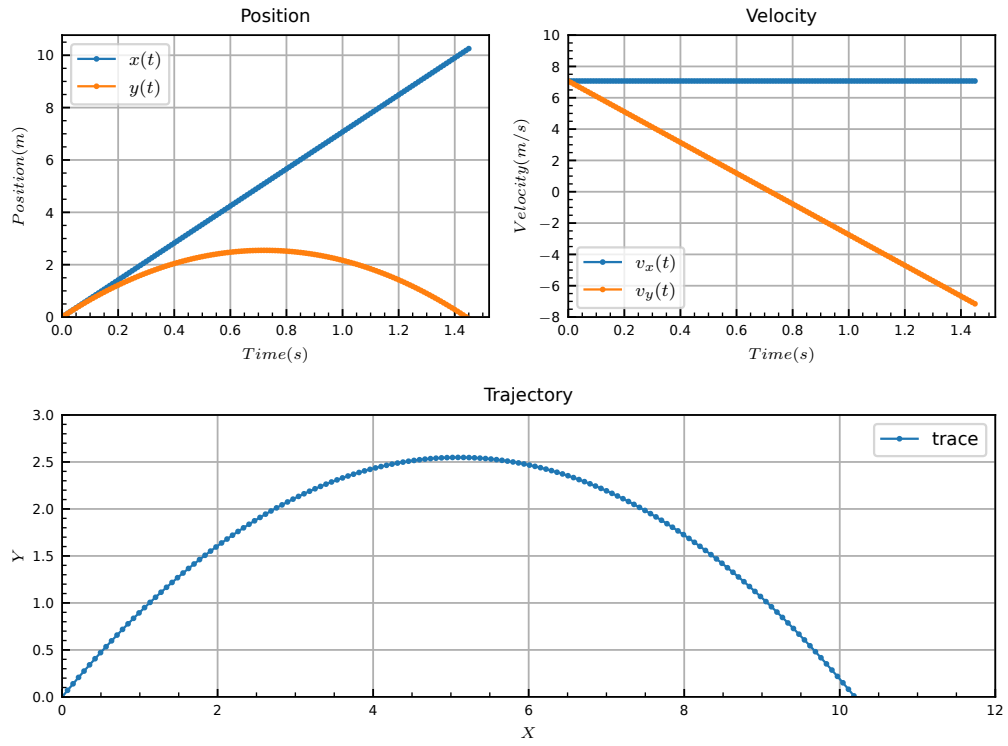 Position
10
8
6
4
2
0
x(t)
y(t)
Position(m)
0.0 0.2 0.4 0.6 0.8 1.0 1.2 1.4
Time(s)
Velocity
10
8
6
4
2
0
−2
−4
−6
−8
v_x(t)
v_y(t)
Velocity(m/s)
0.0 0.2 0.4 0.6 0.8 1.0 1.2 1.4
Time(s)
Trajectory
3.0
2.5
2.0
1.5
1.0
0.5
0.0
trace
Y
0 2 4 6 8 10 12
X